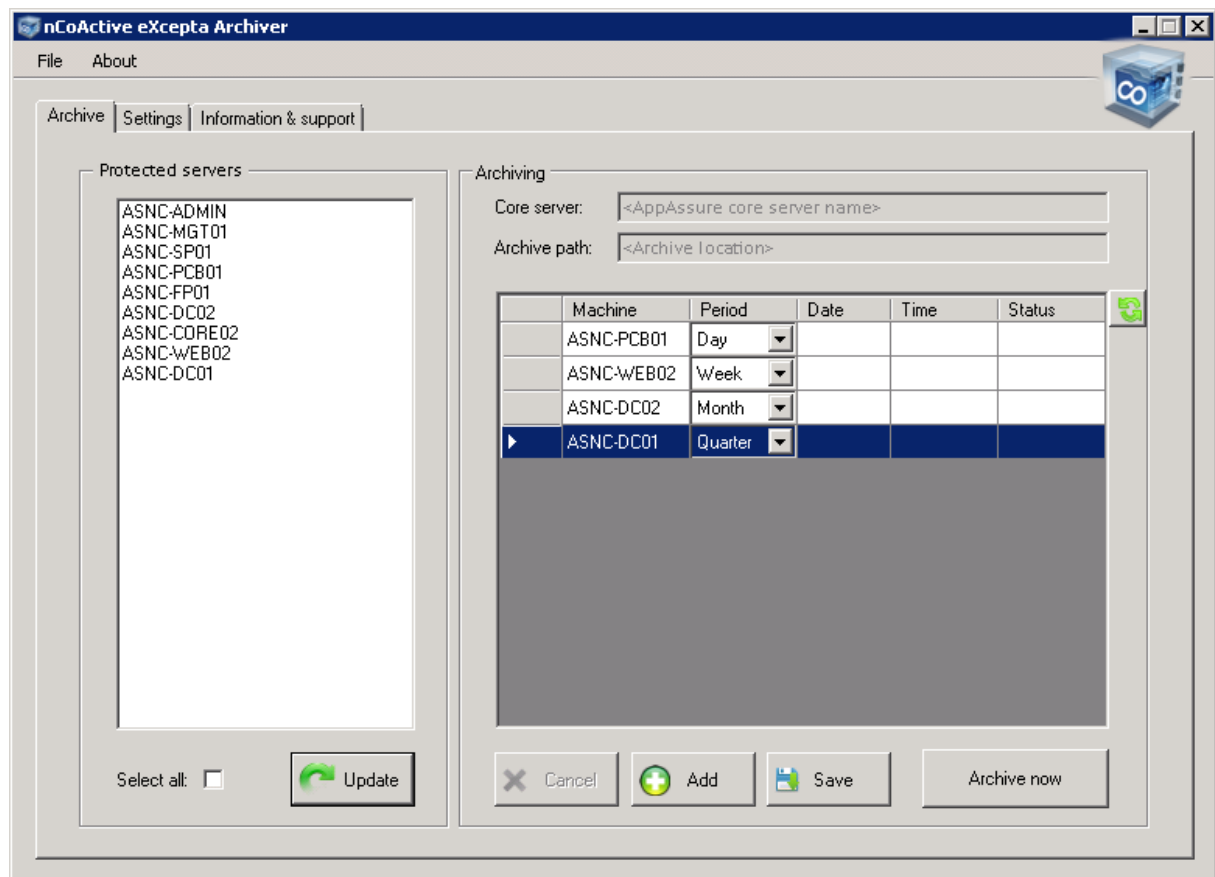 nCoActive eXcepta Archiver
File About
CO
Archive Settings Information & support
Protected servers
ASNC-ADMIN
ASNC-MGT01
ASNC-SP01
ASNC-PCB01
ASNC-FP01
ASNC-DC02
ASNC-CORE02
ASNC-WEB02
ASNC-DC01
Select all:
Update
Archiving
Core server: <AppAssure core server name>
Archive path: <Archive location>
Machine Period Date Time Status
ASNC-PCB01 Day
ASNC-WEB02 Week
ASNC-DC02 Month
ASNC-DC01 Quarter
Cancel Add Save Archive now